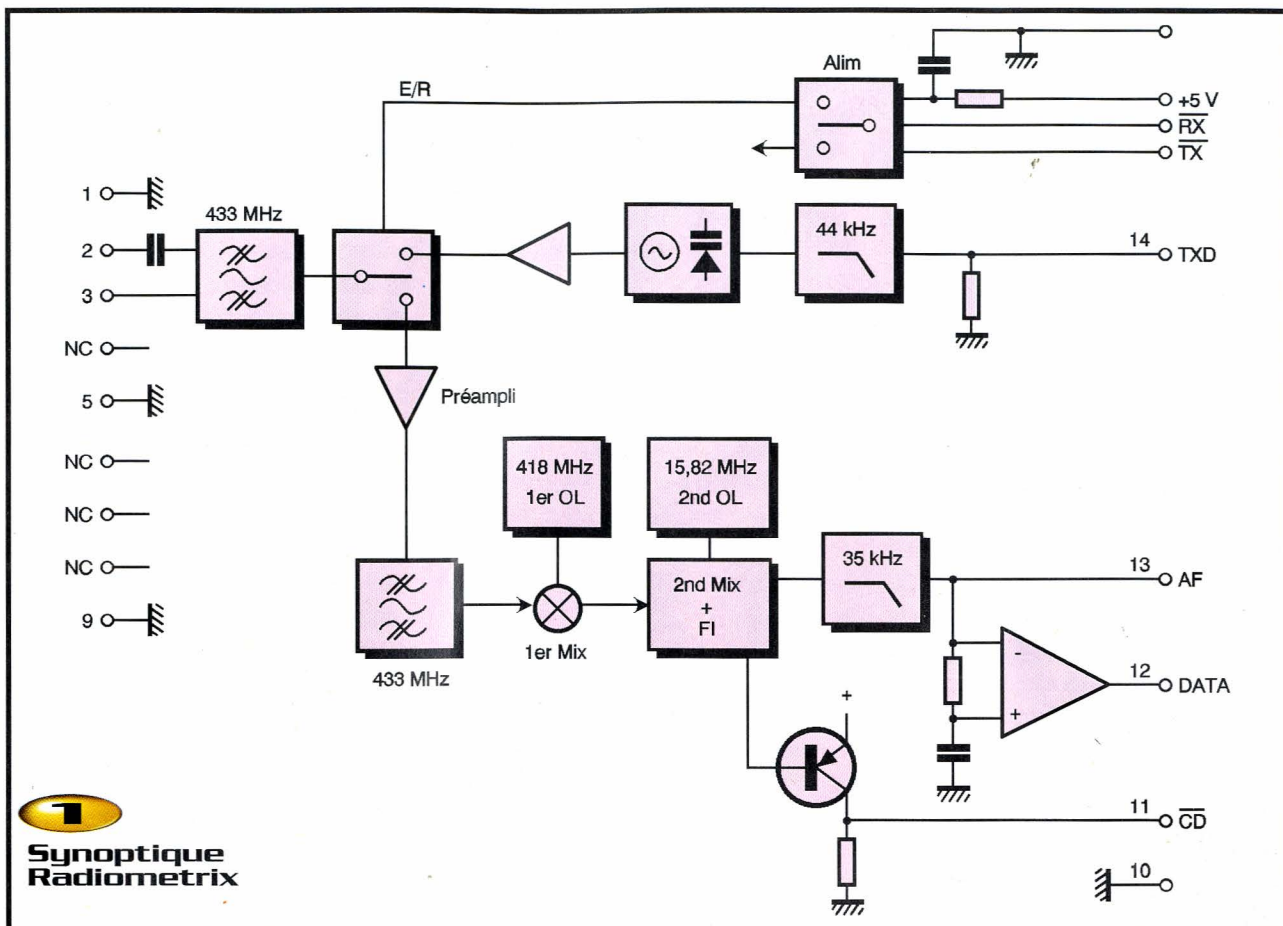 Alim
E/R
+5 V
RX
TX
1
433 MHz
2
3
44 kHz
14 TXD
NC
5
Préampli
NC
NC
NC
9
418 MHz
1er OL
15,82 MHz
2nd OL
35 kHz
13 AF
2nd Mix
+
FI
1er Mix
433 MHz
-
+
12 DATA
+
11 CD
10
1
Synoptique
Radiometrix